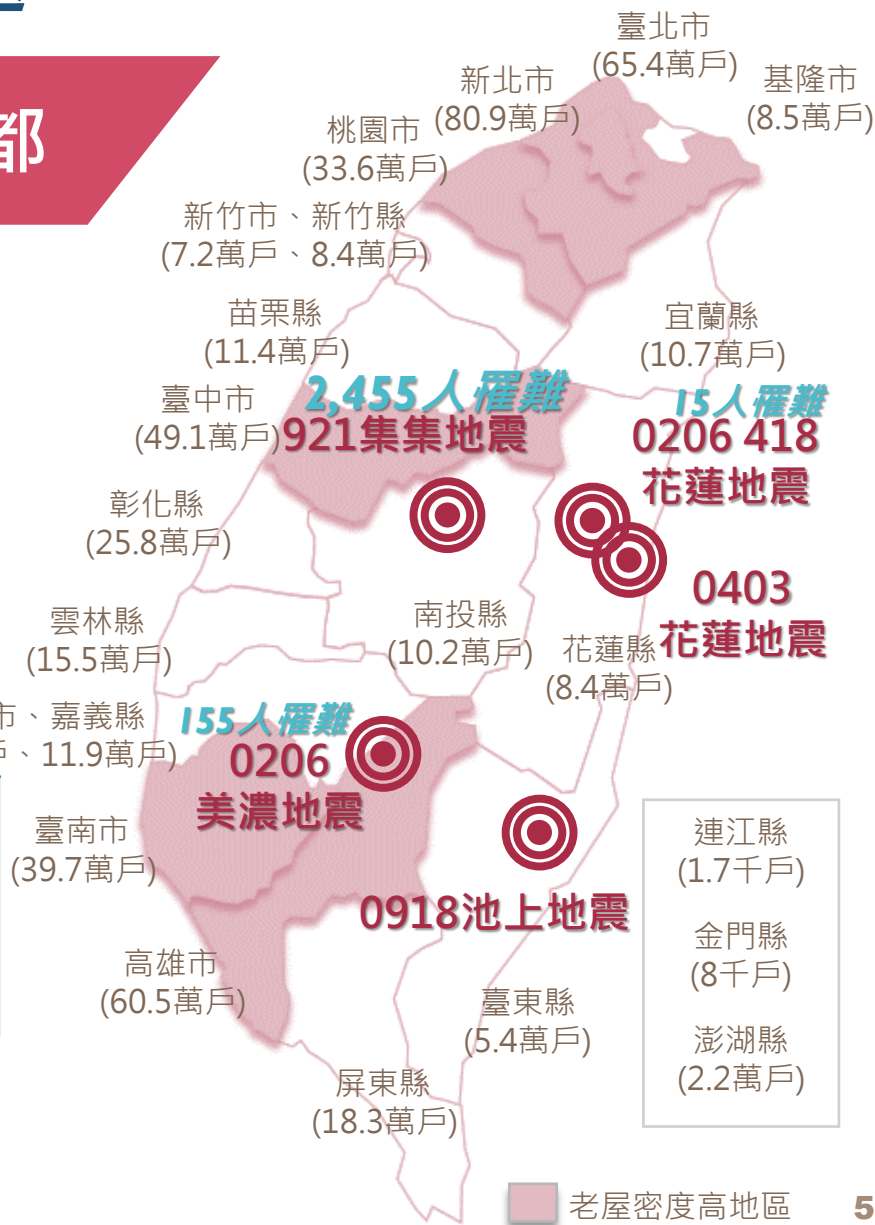 都
臺北市
(65.4萬戶)
新北市
(80.9萬戶)
基隆市
(8.5萬戶)
桃園市
(33.6萬戶)
新竹市、新竹縣
(7.2萬戶、8.4萬戶)
苗栗縣
(11.4萬戶)
宜蘭縣
(10.7萬戶)
臺中市
(49.1萬戶)
2,455人罹難
921集集地震
15人罹難
0206 418
花蓮地震
彰化縣
(25.8萬戶)
0403
花蓮地震
南投縣
(10.2萬戶)
花蓮縣
(8.4萬戶)
雲林縣
(15.5萬戶)
市、嘉義縣
、11.9萬戶)
155人罹難
0206
美濃地震
臺南市
(39.7萬戶)
0918池上地震
高雄市
(60.5萬戶)
臺東縣
(5.4萬戶)
屏東縣
(18.3萬戶)
連江縣
(1.7千戶)
金門縣
(8千戶)
澎湖縣
(2.2萬戶)
老屋密度高地區
5